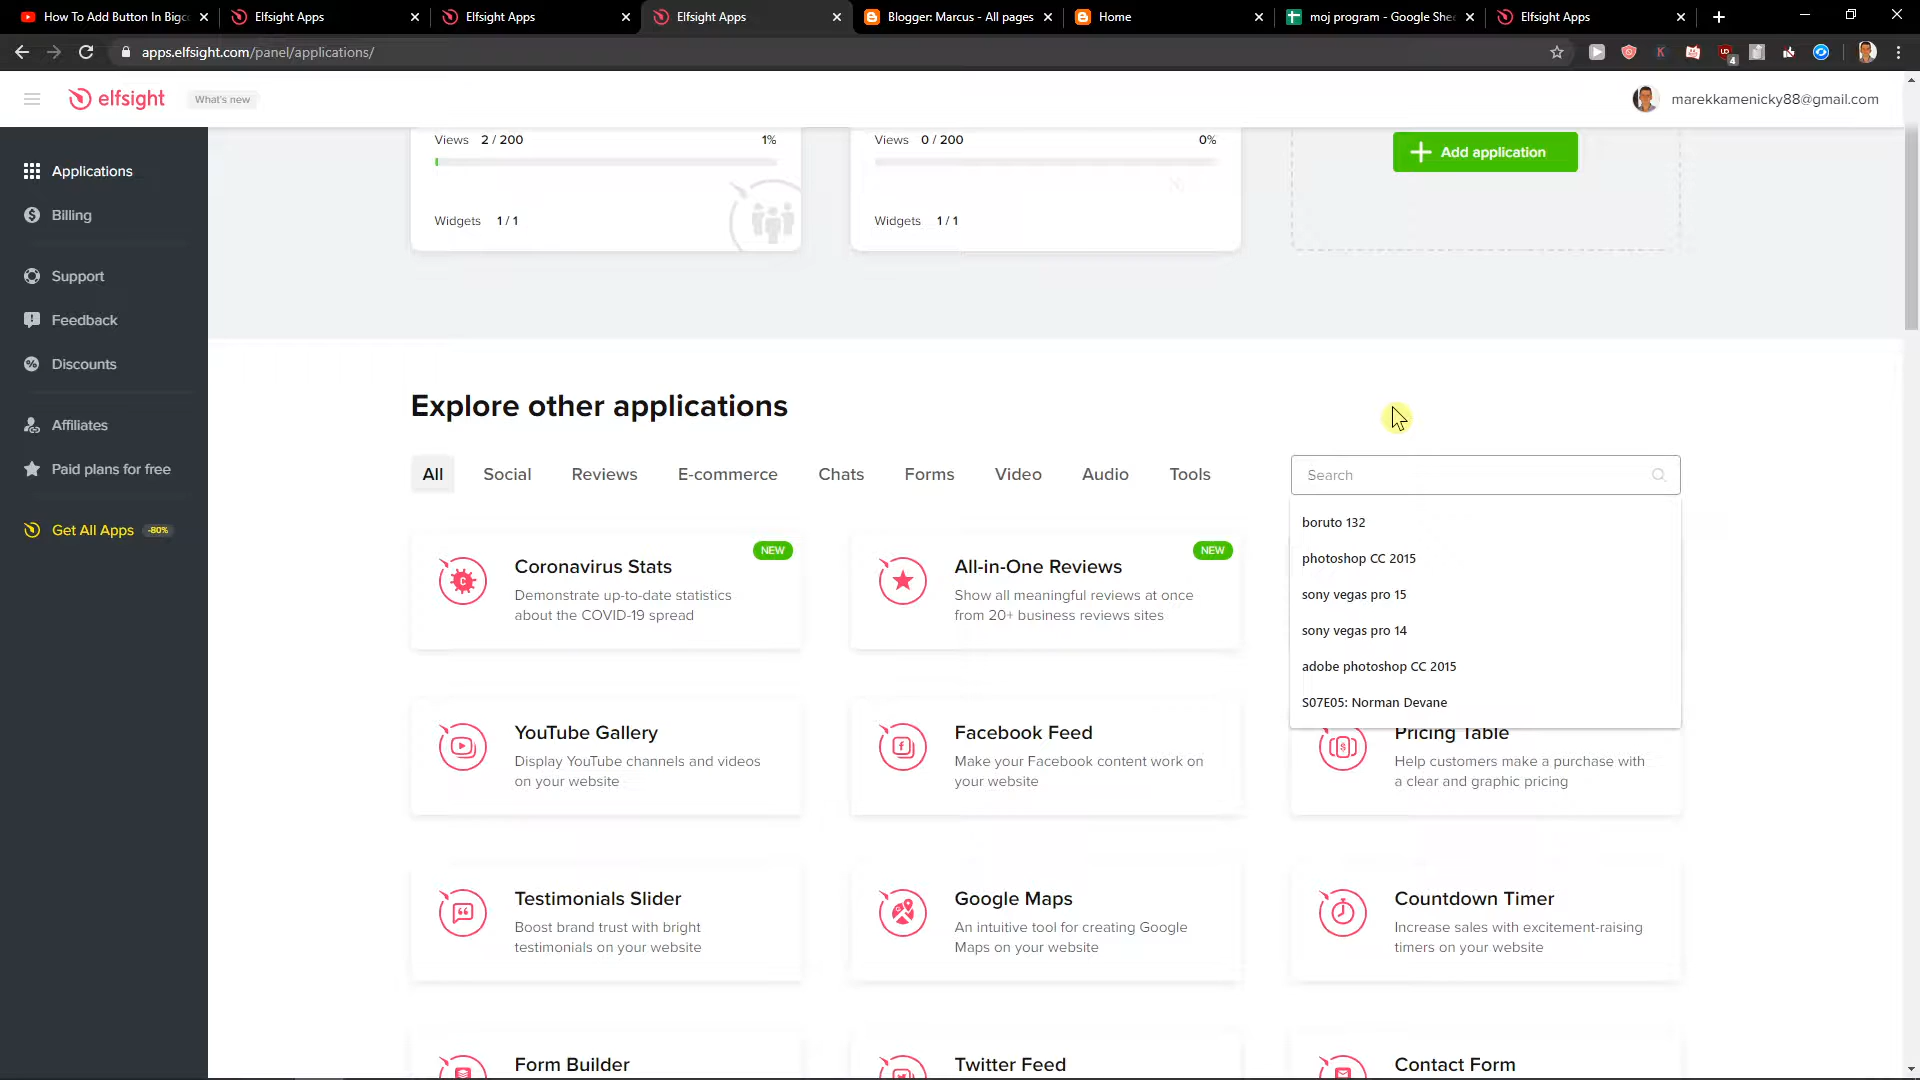 How To Add Button In Bigc
Elfsight Apps
Elfsight Apps
Elfsight Apps
Blogger: Marcus - All pages
Home
moj program - Google Shee
Elfsight Apps
apps.elfsight.com/panel/applications/
4
elfsight
What's new
marekkamenicky88@gmail.com
Applications
Billing
Support
Feedback
Discounts
Affiliates
Paid plans for free
Get All Apps -80%
Views 2 / 200 1%
Widgets 1 / 1
Views 0 / 200 0%
Widgets 1 / 1
Add application
Explore other applications
All Social Reviews E-commerce Chats Forms Video Audio Tools
Search
boruto 132
photoshop CC 2015
sony vegas pro 15
sony vegas pro 14
adobe photoshop CC 2015
S07E05: Norman Devane
NEW
Coronavirus Stats
Demonstrate up-to-date statistics
about the COVID-19 spread
NEW
All-in-One Reviews
Show all meaningful reviews at once
from 20+ business reviews sites
YouTube Gallery
Display YouTube channels and videos
on your website
Facebook Feed
Make your Facebook content work on
your website
Pricing Table
Help customers make a purchase with
a clear and graphic pricing
Testimonials Slider
Boost brand trust with bright
testimonials on your website
Google Maps
An intuitive tool for creating Google
Maps on your website
Countdown Timer
Increase sales with excitement-raising
timers on your website
Form Builder
Twitter Feed
Contact Form